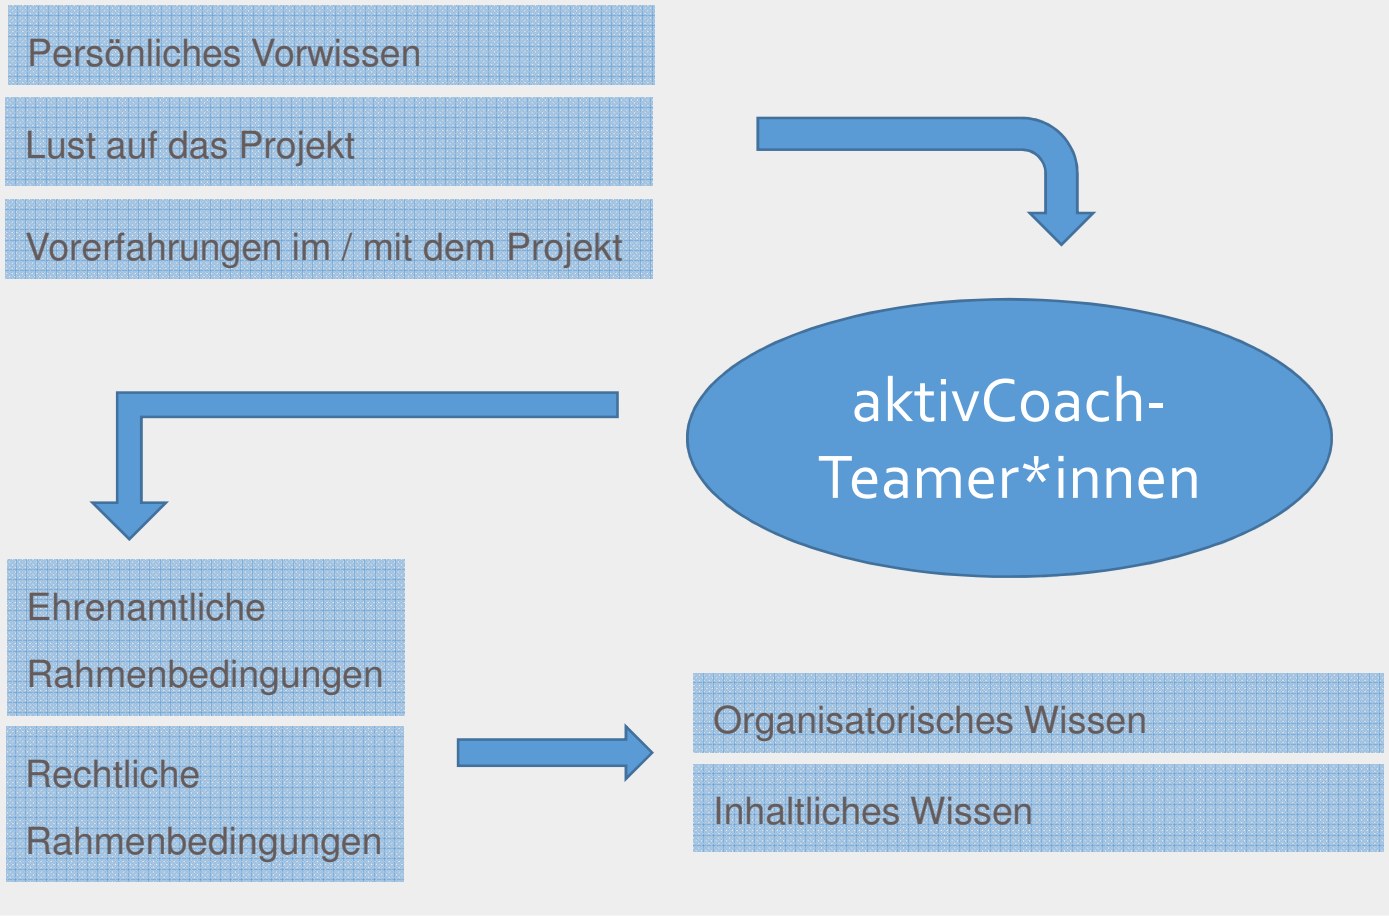 Persönliches Vorwissen
Lust auf das Projekt
Vorerfahrungen im / mit dem Projekt
aktivCoach-
Teamer*innen
Ehrenamtliche
Rahmenbedingungen
Rechtliche
Rahmenbedingungen
Organisatorisches Wissen
Inhaltliches Wissen